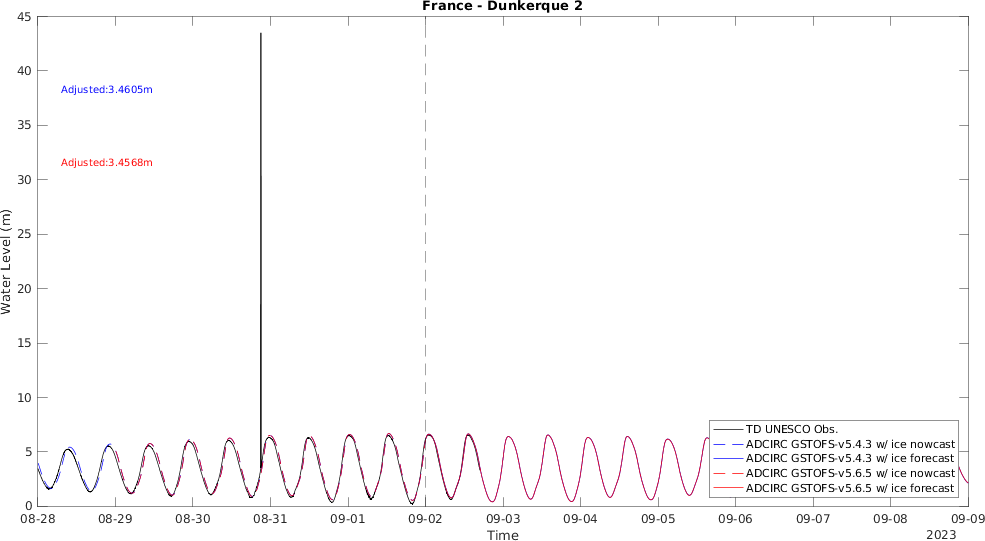 France - Dunkerque 2
45
40
35
30
25
20
15
10
5
0
Water Level (m)
Adjusted:3.4605m
Adjusted:3.4568m
TD UNESCO Obs.
ADCIRC GSTOFS-v5.4.3 w/ ice nowcast
ADCIRC GSTOFS-v5.4.3 w/ ice forecast
ADCIRC GSTOFS-v5.6.5 w/ ice nowcast
ADCIRC GSTOFS-v5.6.5 w/ ice forecast
08-28 08-29 08-30 08-31 09-01 09-02 09-03 09-04 09-05 09-06 09-07 09-08 09-09
Time
2023